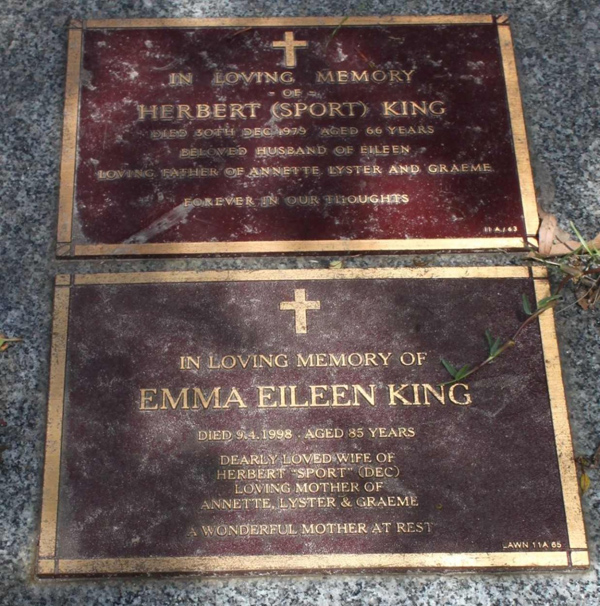 IN LOVING MEMORY
- OF -
HERBERT (SPORT) KING
DIED 30TH DEC. 1979 AGED 66 YEARS
BELOVED HUSBAND OF EILEEN
LOVING FATHER OF ANNETTE, LYSTER AND GRAEME
FOREVER IN OUR THOUGHTS
11 A / 63
IN LOVING MEMORY OF
EMMA EILEEN KING
DIED 9.4.1998 . AGED 85 YEARS
DEARLY LOVED WIFE OF
HERBERT "SPORT" (DEC)
LOVING MOTHER OF
ANNETTE, LYSTER & GRAEME
A WONDERFUL MOTHER AT REST
LAWN 11A 65